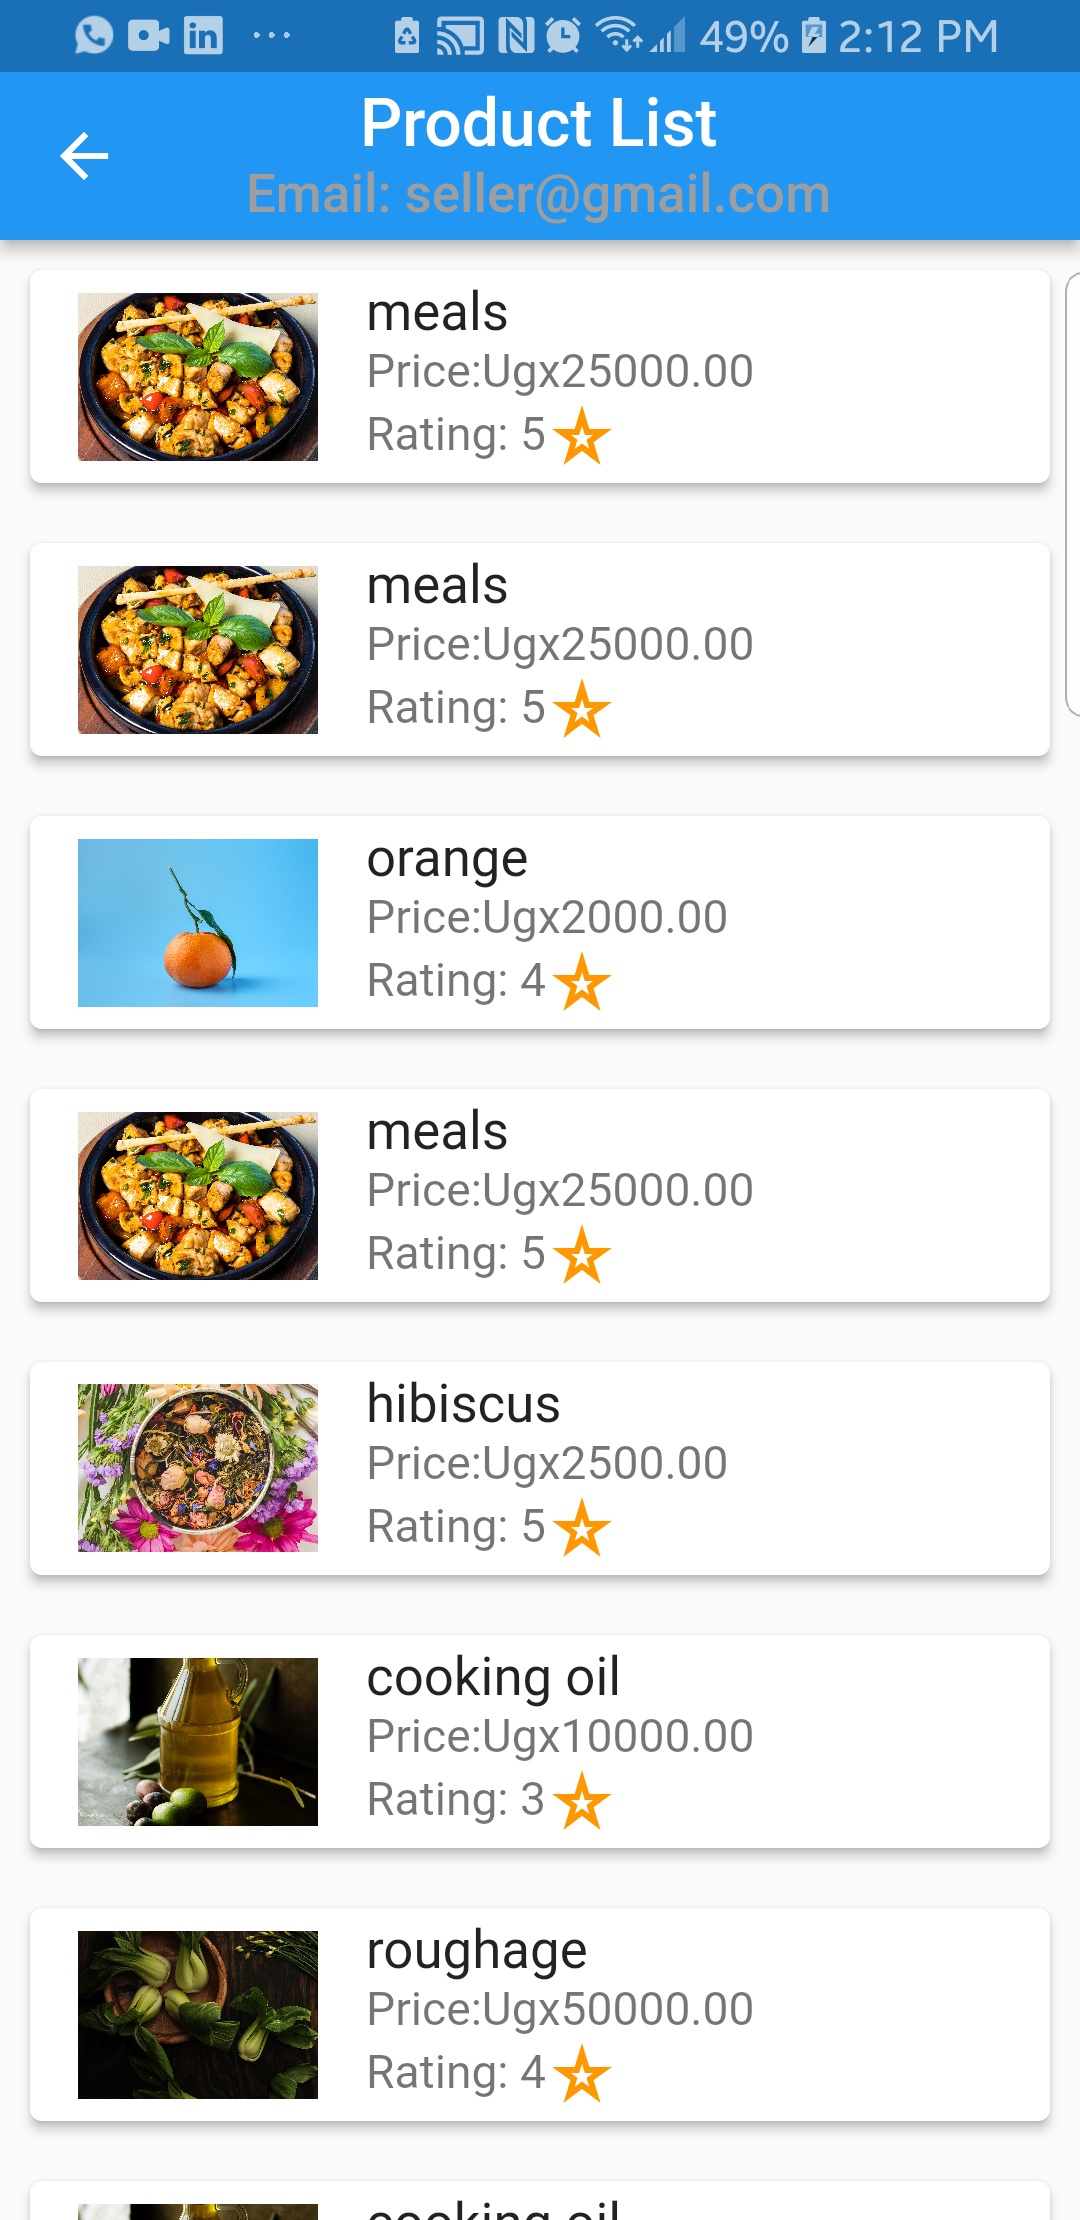 49% 2:12 PM
Product List
Email: seller@gmail.com
meals
Price:Ugx25000.00
Rating: 5
meals
Price:Ugx25000.00
Rating: 5
orange
Price:Ugx2000.00
Rating: 4
meals
Price:Ugx25000.00
Rating: 5
hibiscus
Price:Ugx2500.00
Rating: 5
cooking oil
Price:Ugx10000.00
Rating: 3
roughage
Price:Ugx50000.00
Rating: 4
cooking oil